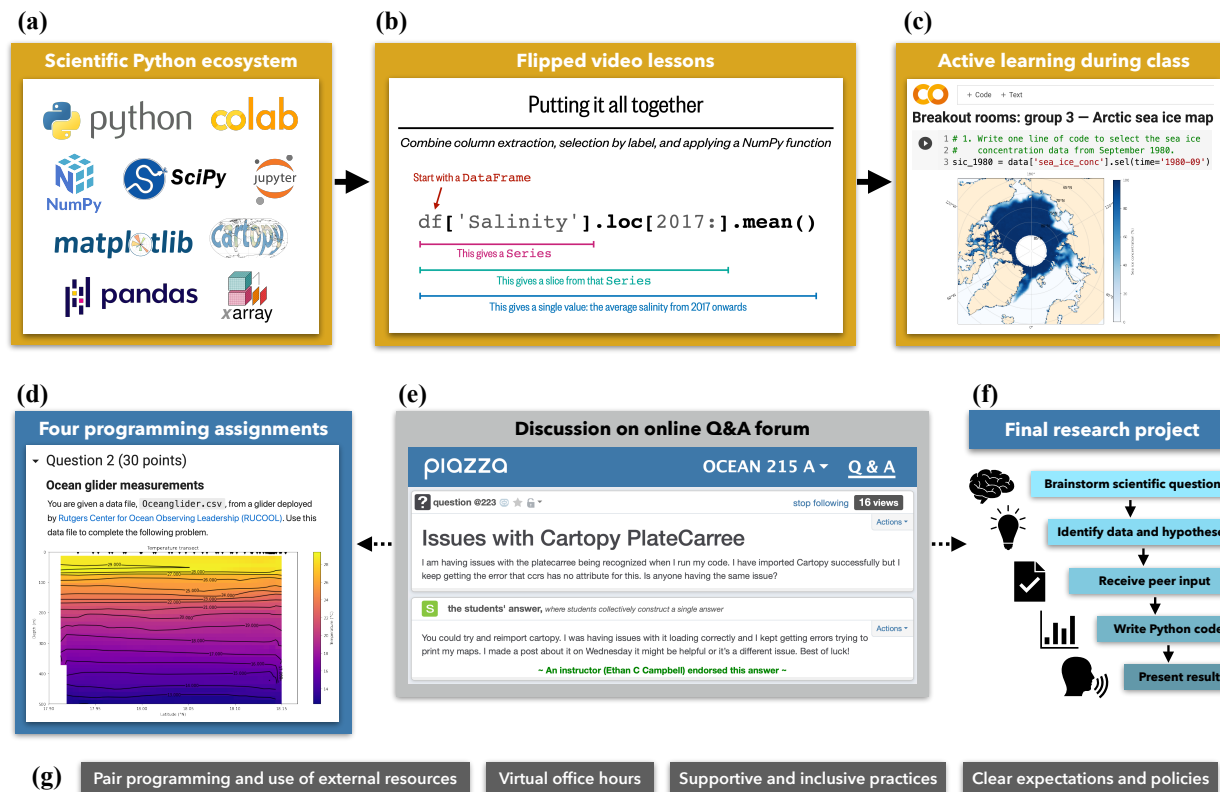 (a)
Scientific Python ecosystem
python
colab
NumPy
SciPy
jupyter
matplotlib
cartopy
pandas
xarray
(b)
Flipped video lessons
Putting it all together
Combine column extraction, selection by label, and applying a NumPy function
Start with a DataFrame
df['Salinity'].loc[2017:].mean()
This gives a Series
This gives a slice from that Series
This gives a single value: the average salinity from 2017 onwards
(c)
Active learning during class
+ Code + Text
Breakout rooms: group 3 — Arctic sea ice map
1 # 1. Write one line of code to select the sea ice
2 # concentration data from September 1980.
3 sic_1980 = data['sea_ice_conc'].sel(time='1980-09')
(d)
Four programming assignments
Question 2 (30 points)
Ocean glider measurements
You are given a data file, Oceanglider.csv, from a glider deployed
by Rutgers Center for Ocean Observing Leadership (RUCOOL). Use this
data file to complete the following problem.
Temperature transect
Depth (m)
Temperature (°C)
Latitude (°N)
(e)
Discussion on online Q&A forum
piazza
OCEAN 215 A
Q & A
question @223
stop following
16 views
Actions
Issues with Cartopy PlateCarree
I am having issues with the platecarree being recognized when I run my code. I have imported Cartopy successfully but I
keep getting the error that ccrs has no attribute for this. Is anyone having the same issue?
S the students' answer, where students collectively construct a single answer
Actions
You could try and reimport cartopy. I was having issues with it loading correctly and I kept getting errors trying to
print my maps. I made a post about it on Wednesday it might be helpful or it's a different issue. Best of luck!
~ An instructor (Ethan C Campbell) endorsed this answer ~
(f)
Final research project
Brainstorm scientific question
Identify data and hypothese
Receive peer input
Write Python code
Present result
(g)
Pair programming and use of external resources
Virtual office hours
Supportive and inclusive practices
Clear expectations and policies